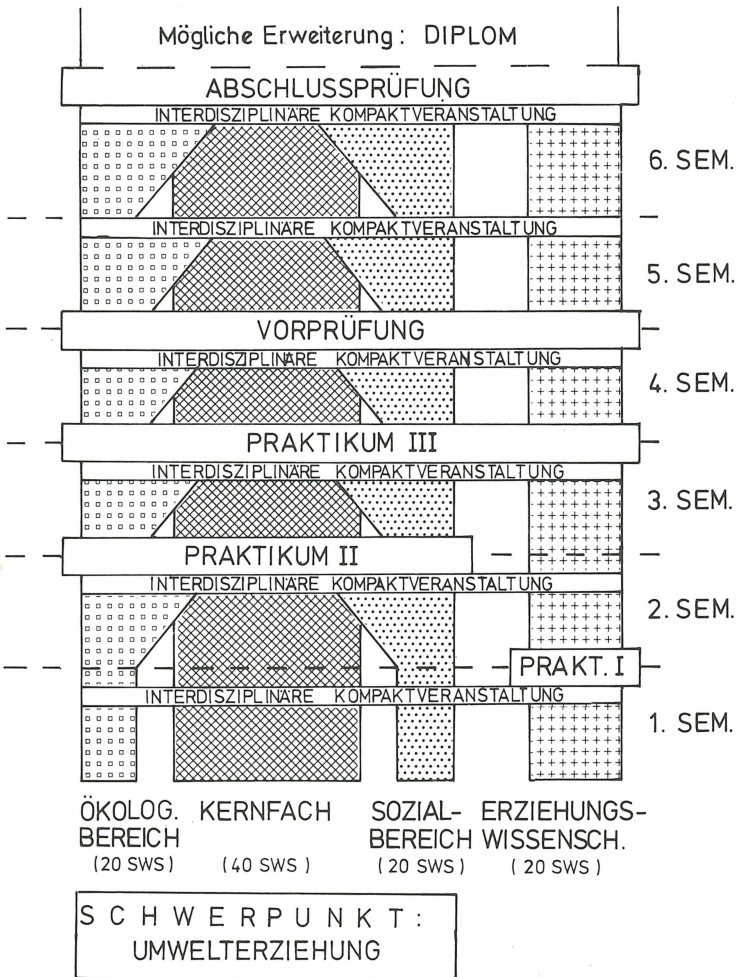 Mögliche Erweiterung: DIPLOM
ABSCHLUSSPRÜFUNG
INTERDISZIPLINÄRE KOMPAKTVERANSTALTUNG
6. SEM.
INTERDISZIPLINÄRE KOMPAKTVERANSTALTUNG
5. SEM.
VORPRÜFUNG
INTERDISZIPLINÄRE KOMPAKTVERANSTALTUNG
4. SEM.
PRAKTIKUM III
INTERDISZIPLINÄRE KOMPAKTVERANSTALTUNG
3. SEM.
PRAKTIKUM II
INTERDISZIPLINÄRE KOMPAKTVERANSTALTUNG
2. SEM.
PRAKT. I
INTERDISZIPLINÄRE KOMPAKTVERANSTALTUNG
1. SEM.
ÖKOLOG. BEREICH
(20 SWS)
KERNFACH
(40 SWS)
SOZIAL-
BEREICH
(20 SWS)
ERZIEHUNGS-
WISSENSCH.
(20 SWS)
SCHWERPUNKT:
UMWELTERZIEHUNG